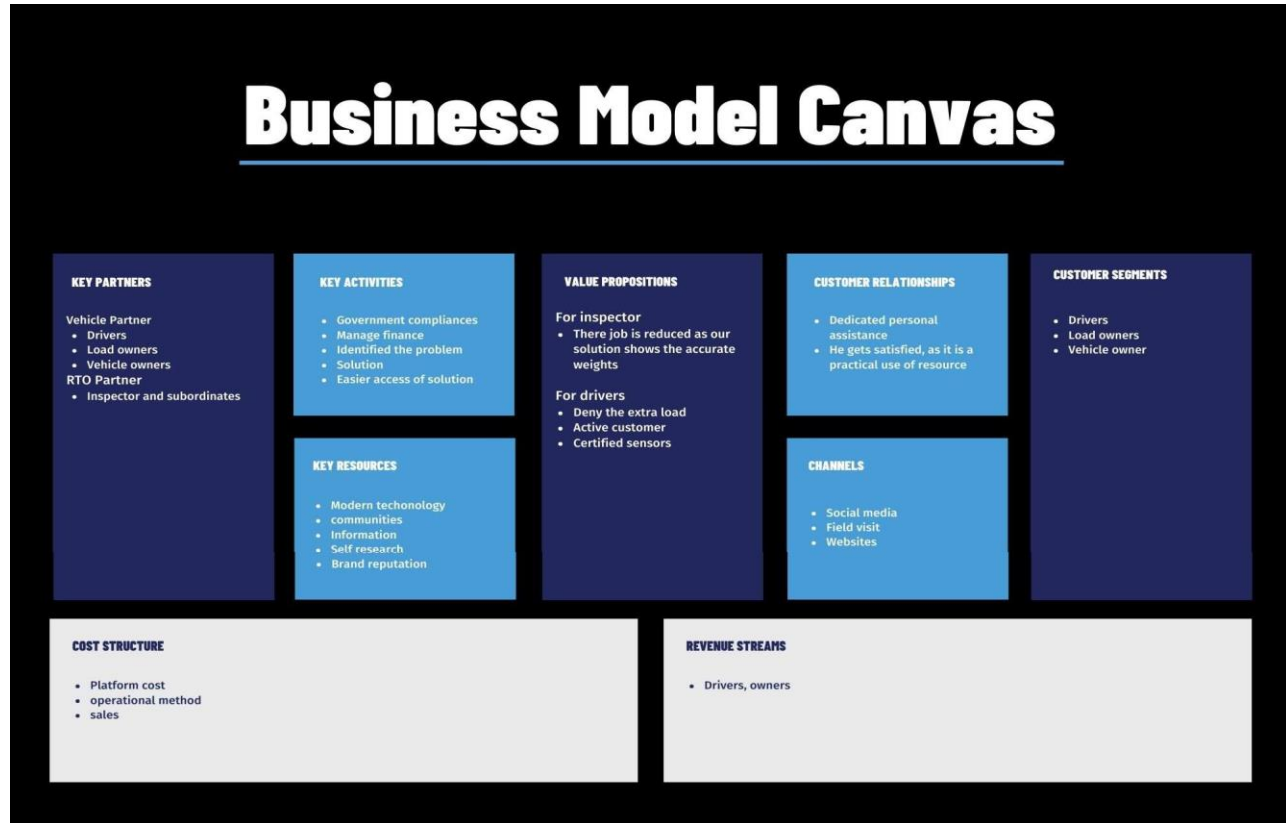 Business Model Canvas
KEY PARTNERS
Vehicle Partner
• Drivers
• Load owners
• Vehicle owners
RTO Partner
• Inspector and subordinates
KEY ACTIVITIES
• Government compliances
• Manage finance
• Identified the problem
• Solution
• Easier access of solution
KEY RESOURCES
• Modern techonology
• communities
• Information
• Self research
• Brand reputation
VALUE PROPOSITIONS
For inspector
• There job is reduced as our
solution shows the accurate
weights
For drivers
• Deny the extra load
• Active customer
• Certified sensors
CUSTOMER RELATIONSHIPS
• Dedicated personal
assistance
• He gets satisfied, as it is a
practical use of resource
CHANNELS
• Social media
• Field visit
• Websites
CUSTOMER SEGMENTS
• Drivers
• Load owners
• Vehicle owner
COST STRUCTURE
• Platform cost
• operational method
• sales
REVENUE STREAMS
• Drivers, owners